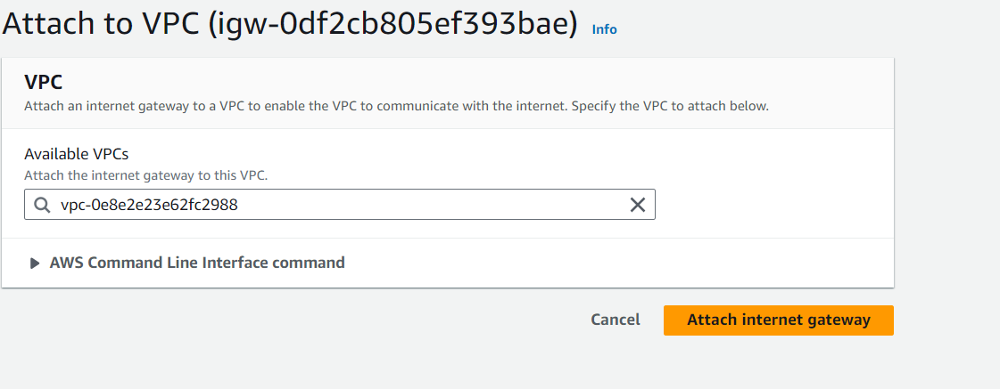 Attach to VPC (igw-0df2cb805ef393bae) Info
VPC
Attach an internet gateway to a VPC to enable the VPC to communicate with the internet. Specify the VPC to attach below.
Available VPCs
Attach the internet gateway to this VPC.
vpc-0e8e2e23e62fc2988
AWS Command Line Interface command
Cancel Attach internet gateway